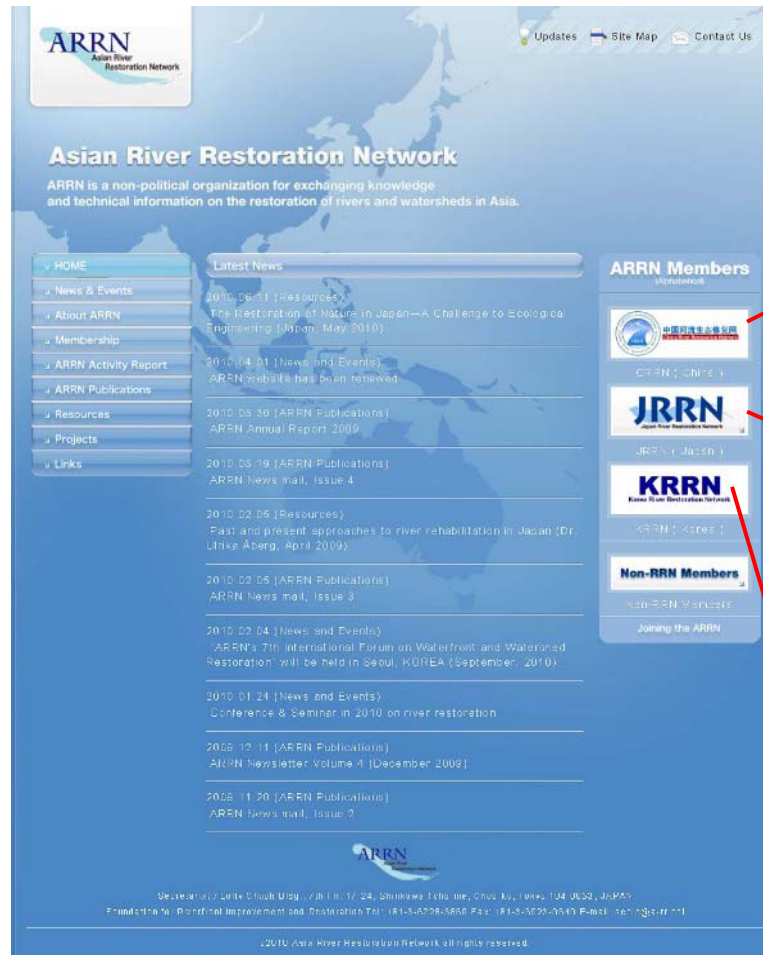 ARRN
Asian River
Restoration Network
Updates
Site Map
Contact Us
Asian River Restoration Network
ARRN is a non-political organization for exchanging knowledge
and technical information on the restoration of rivers and watersheds in Asia.
HOME
News & Events
About ARRN
Membership
ARRN Activity Report
ARRN Publications
Resources
Projects
Links
Latest News
2010.06.11 (Resources)
The Restoration of Nature in Japan—A Challenge to Ecological
Engineering (Japan, May 2010)
2010.04.01 (News and Events)
ARRN website has been renewed
2010.03.30 (ARRN Publications)
ARRN Annual Report 2009
2010.03.19 (ARRN Publications)
ARRN News mail, Issue 4
2010.02.05 (Resources)
Past and present approaches to river rehabilitation in Japan (Dr.
Ulrika Åberg, April 2009)
2010.02.05 (ARRN Publications)
ARRN News mail, Issue 3
2010.02.04 (News and Events)
"ARRN's 7th International Forum on Waterfront and Watershed
Restoration" will be held in Seoul, KOREA (September, 2010)
2010.01.24 (News and Events)
Conference & Seminar in 2010 on river restoration
2009.12.11 (ARRN Publications)
ARRN Newsletter Volume 4 (December 2009)
2009.11.20 (ARRN Publications)
ARRN News mail, Issue 2
ARRN Members
(Alphabetical)
中国河流生态修复网
CRRN ( China )
JRRN
Japan River Restoration Network
JRRN ( Japan )
KRRN
Korea River Restoration Network
KRRN ( Korea )
Non-RRN Members
Non-RRN Members
Joining the ARRN
ARRN
Foundation for Riverfront Improvement and Restoration
2010 Asia River Restoration Network all rights reserved.